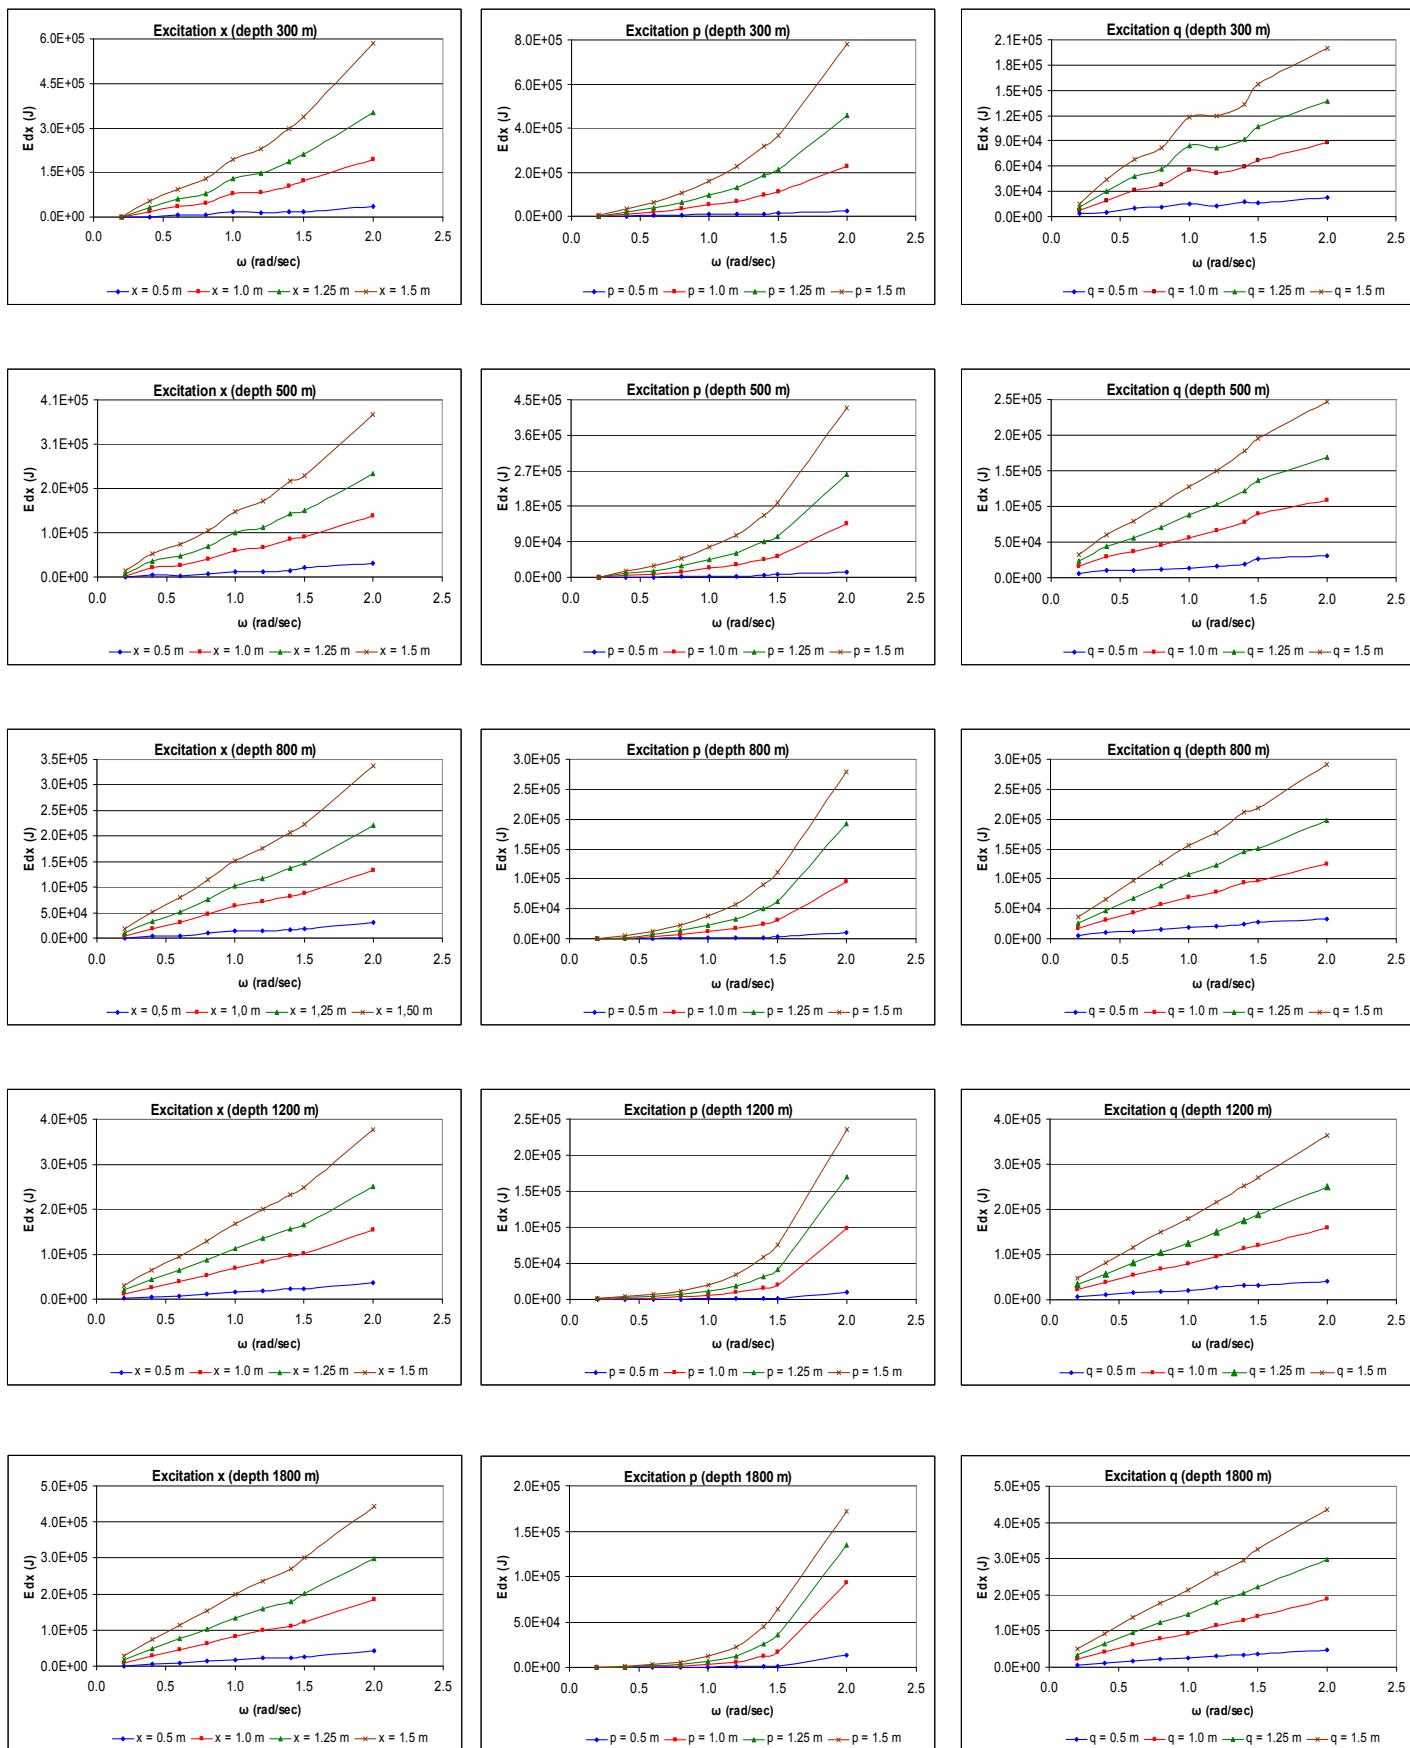 Excitation x (depth 300 m)
6.0E+05
4.5E+05
3.0E+05
1.5E+05
0.0E+00
Edx (J)
0.0 0.5 1.0 1.5 2.0 2.5
ω (rad/sec)
x = 0.5 m x = 1.0 m x = 1.25 m x = 1.5 m
Excitation p (depth 300 m)
8.0E+05
6.0E+05
4.0E+05
2.0E+05
0.0E+00
Edx (J)
0.0 0.5 1.0 1.5 2.0 2.5
ω (rad/sec)
p = 0.5 m p = 1.0 m p = 1.25 m p = 1.5 m
Excitation q (depth 300 m)
2.1E+05
1.8E+05
1.5E+05
1.2E+05
9.0E+04
6.0E+04
3.0E+04
0.0E+00
Edx (J)
0.0 0.5 1.0 1.5 2.0 2.5
ω (rad/sec)
q = 0.5 m q = 1.0 m q = 1.25 m q = 1.5 m
Excitation x (depth 500 m)
4.1E+05
3.1E+05
2.0E+05
1.0E+05
0.0E+00
Edx (J)
0.0 0.5 1.0 1.5 2.0 2.5
ω (rad/sec)
x = 0.5 m x = 1.0 m x = 1.25 m x = 1.5 m
Excitation p (depth 500 m)
4.5E+05
3.6E+05
2.7E+05
1.8E+05
9.0E+04
0.0E+00
Edx (J)
0.0 0.5 1.0 1.5 2.0 2.5
ω (rad/sec)
p = 0.5 m p = 1.0 m p = 1.25 m p = 1.5 m
Excitation q (depth 500 m)
2.5E+05
2.0E+05
1.5E+05
1.0E+05
5.0E+04
0.0E+00
Edx (J)
0.0 0.5 1.0 1.5 2.0 2.5
ω (rad/sec)
q = 0.5 m q = 1.0 m q = 1.25 m q = 1.5 m
Excitation x (depth 800 m)
3.5E+05
3.0E+05
2.5E+05
2.0E+05
1.5E+05
1.0E+05
5.0E+04
0.0E+00
Edx (J)
0.0 0.5 1.0 1.5 2.0 2.5
ω (rad/sec)
x = 0,5 m x = 1,0 m x = 1,25 m x = 1,50 m
Excitation p (depth 800 m)
3.0E+05
2.5E+05
2.0E+05
1.5E+05
1.0E+05
5.0E+04
0.0E+00
Edx (J)
0.0 0.5 1.0 1.5 2.0 2.5
ω (rad/sec)
p = 0.5 m p = 1.0 m p = 1.25 m p = 1.5 m
Excitation q (depth 800 m)
3.0E+05
2.5E+05
2.0E+05
1.5E+05
1.0E+05
5.0E+04
0.0E+00
Edx (J)
0.0 0.5 1.0 1.5 2.0 2.5
ω (rad/sec)
q = 0.5 m q = 1.0 m q = 1.25 m q = 1.5 m
Excitation x (depth 1200 m)
4.0E+05
3.0E+05
2.0E+05
1.0E+05
0.0E+00
Edx (J)
0.0 0.5 1.0 1.5 2.0 2.5
ω (rad/sec)
x = 0.5 m x = 1.0 m x = 1.25 m x = 1.5 m
Excitation p (depth 1200 m)
2.5E+05
2.0E+05
1.5E+05
1.0E+05
5.0E+04
0.0E+00
Edx (J)
0.0 0.5 1.0 1.5 2.0 2.5
ω (rad/sec)
p = 0.5 m p = 1.0 m p = 1.25 m p = 1.5 m
Excitation q (depth 1200 m)
4.0E+05
3.0E+05
2.0E+05
1.0E+05
0.0E+00
Edx (J)
0.0 0.5 1.0 1.5 2.0 2.5
ω (rad/sec)
q = 0.5 m q = 1.0 m q = 1.25 m q = 1.5 m
Excitation x (depth 1800 m)
5.0E+05
4.0E+05
3.0E+05
2.0E+05
1.0E+05
0.0E+00
Edx (J)
0.0 0.5 1.0 1.5 2.0 2.5
ω (rad/sec)
x = 0.5 m x = 1.0 m x = 1.25 m x = 1.5 m
Excitation p (depth 1800 m)
2.0E+05
1.5E+05
1.0E+05
5.0E+04
0.0E+00
Edx (J)
0.0 0.5 1.0 1.5 2.0 2.5
ω (rad/sec)
p = 0.5 m p = 1.0 m p = 1.25 m p = 1.5 m
Excitation q (depth 1800 m)
5.0E+05
4.0E+05
3.0E+05
2.0E+05
1.0E+05
0.0E+00
Edx (J)
0.0 0.5 1.0 1.5 2.0 2.5
ω (rad/sec)
q = 0.5 m q = 1.0 m q = 1.25 m q = 1.5 m